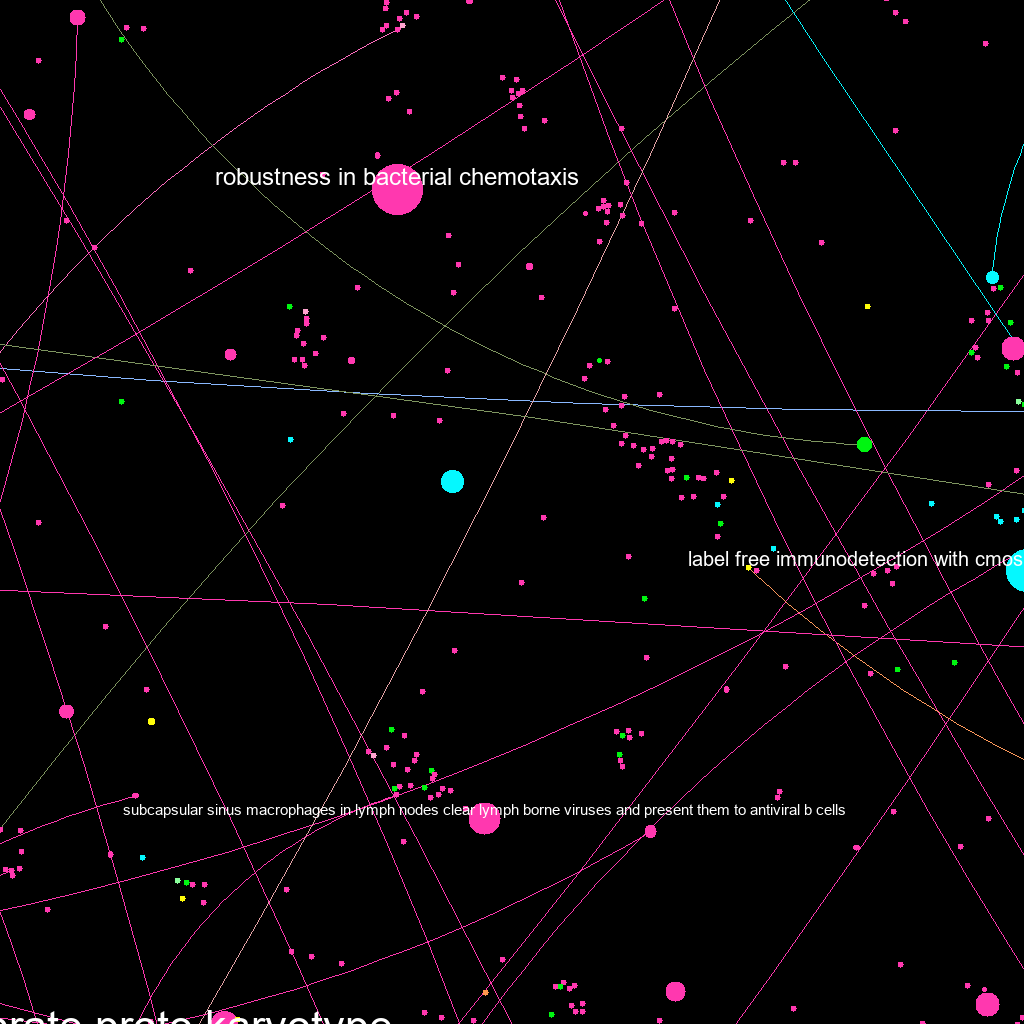 robustness in bacterial chemotaxis
label free immunodetection with cmos
subcapsular sinus macrophages in lymph nodes clear lymph borne viruses and present them to antiviral b cells
proto karyotype